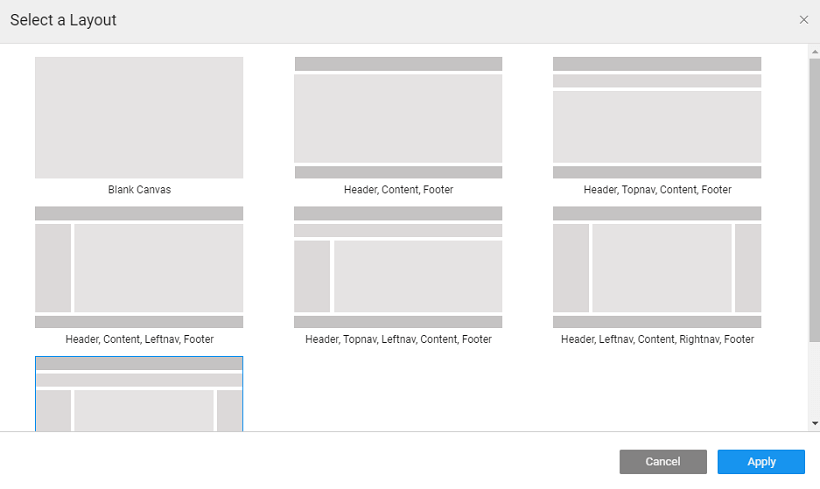 Select a Layout
Blank Canvas
Header, Content, Footer
Header, Topnav, Content, Footer
Header, Content, Leftnav, Footer
Header, Topnav, Leftnav, Content, Footer
Header, Leftnav, Content, Rightnav, Footer
Cancel
Apply